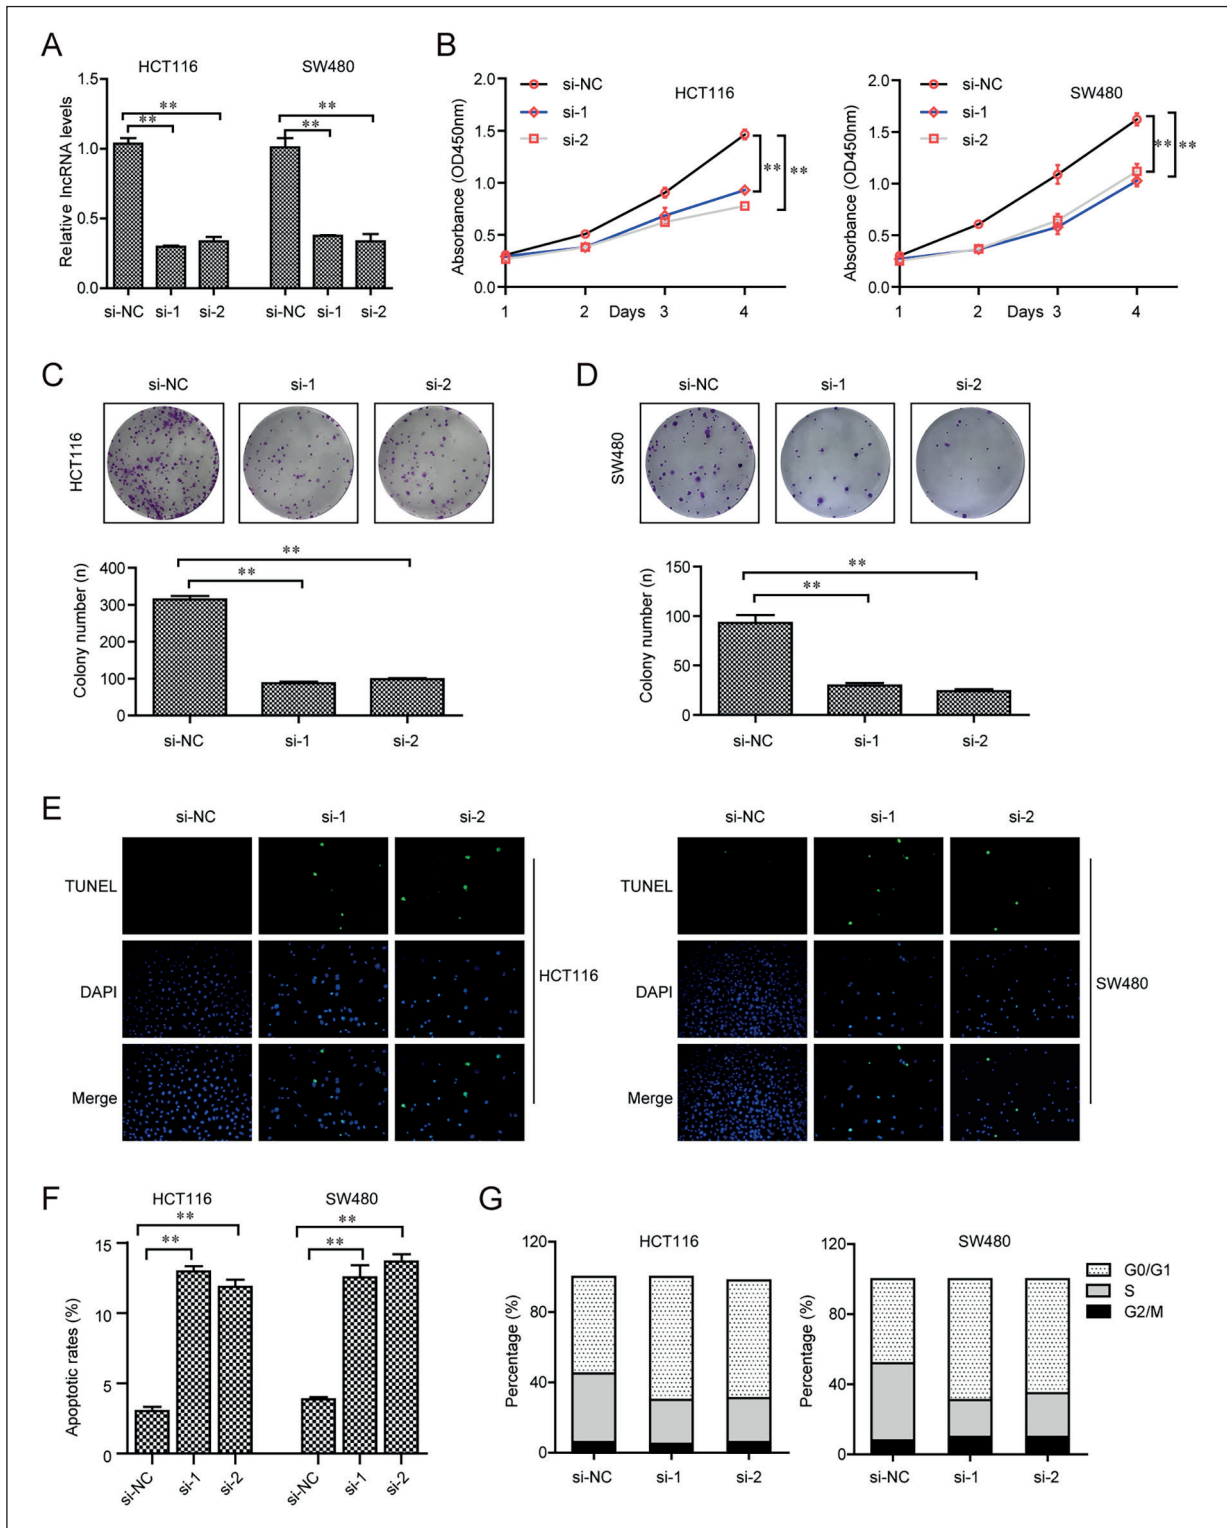 A
HCT116 SW480
Relative lncRNA levels
1.5
1.0
0.5
0.0
** ** ** **
si-NC si-1 si-2 si-NC si-1 si-2
B
si-NC
si-1
si-2
HCT116
Absorbance (OD450nm)
2.0
1.5
1.0
0.5
0.0
** **
1 2 Days 3 4
si-NC
si-1
si-2
SW480
Absorbance (OD450nm)
2.0
1.5
1.0
0.5
0.0
** **
1 2 Days 3 4
C
si-NC si-1 si-2
HCT116
Colony number (n)
400
300
200
100
0
**
**
si-NC si-1 si-2
D
si-NC si-1 si-2
SW480
Colony number (n)
150
100
50
0
**
**
si-NC si-1 si-2
E
si-NC si-1 si-2
TUNEL
DAPI
Merge
HCT116
si-NC si-1 si-2
TUNEL
DAPI
Merge
SW480
F
HCT116 SW480
Apoptotic rates (%)
15
10
5
0
** ** ** **
si-NC si-1 si-2 si-NC si-1 si-2
G
HCT116
Percentage (%)
120
80
40
0
si-NC si-1 si-2
SW480
Percentage (%)
120
80
40
0
si-NC si-1 si-2
G0/G1
S
G2/M